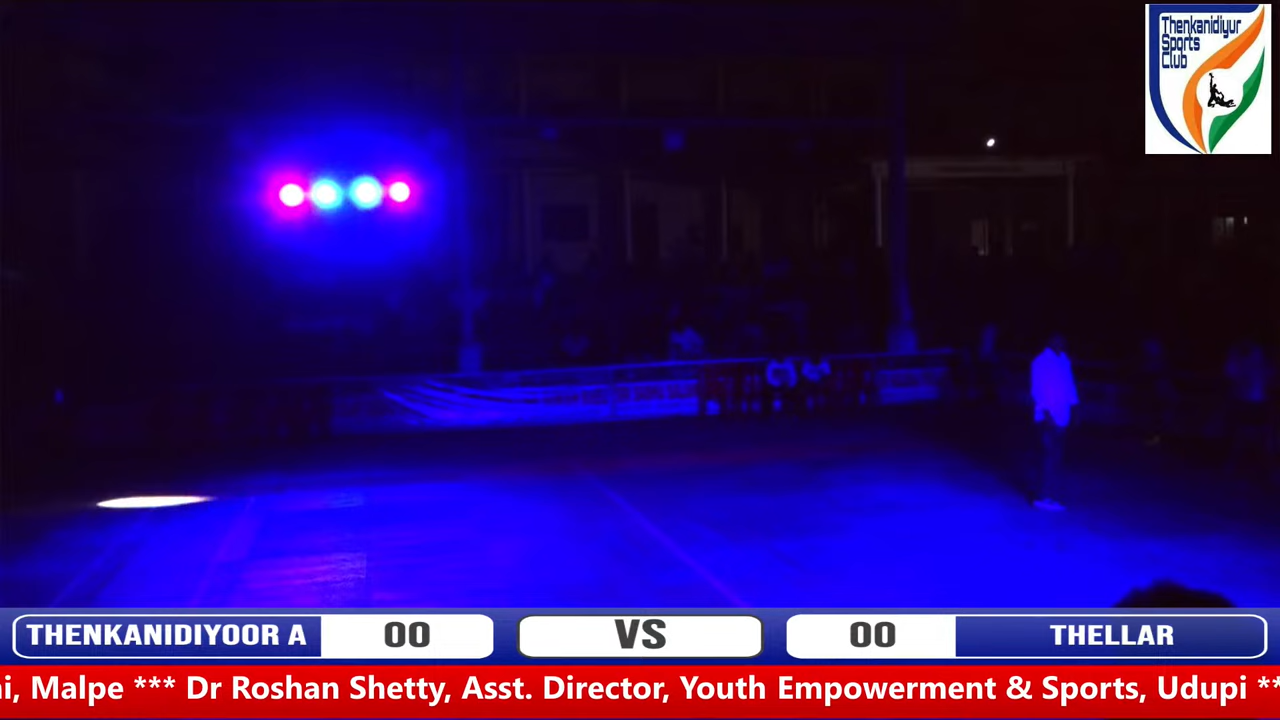 Thenkanidiyur
Sports
Club
THENKANIDIYOOR A 00 VS 00 THELLAR
i, Malpe *** Dr Roshan Shetty, Asst. Director, Youth Empowerment & Sports, Udupi **